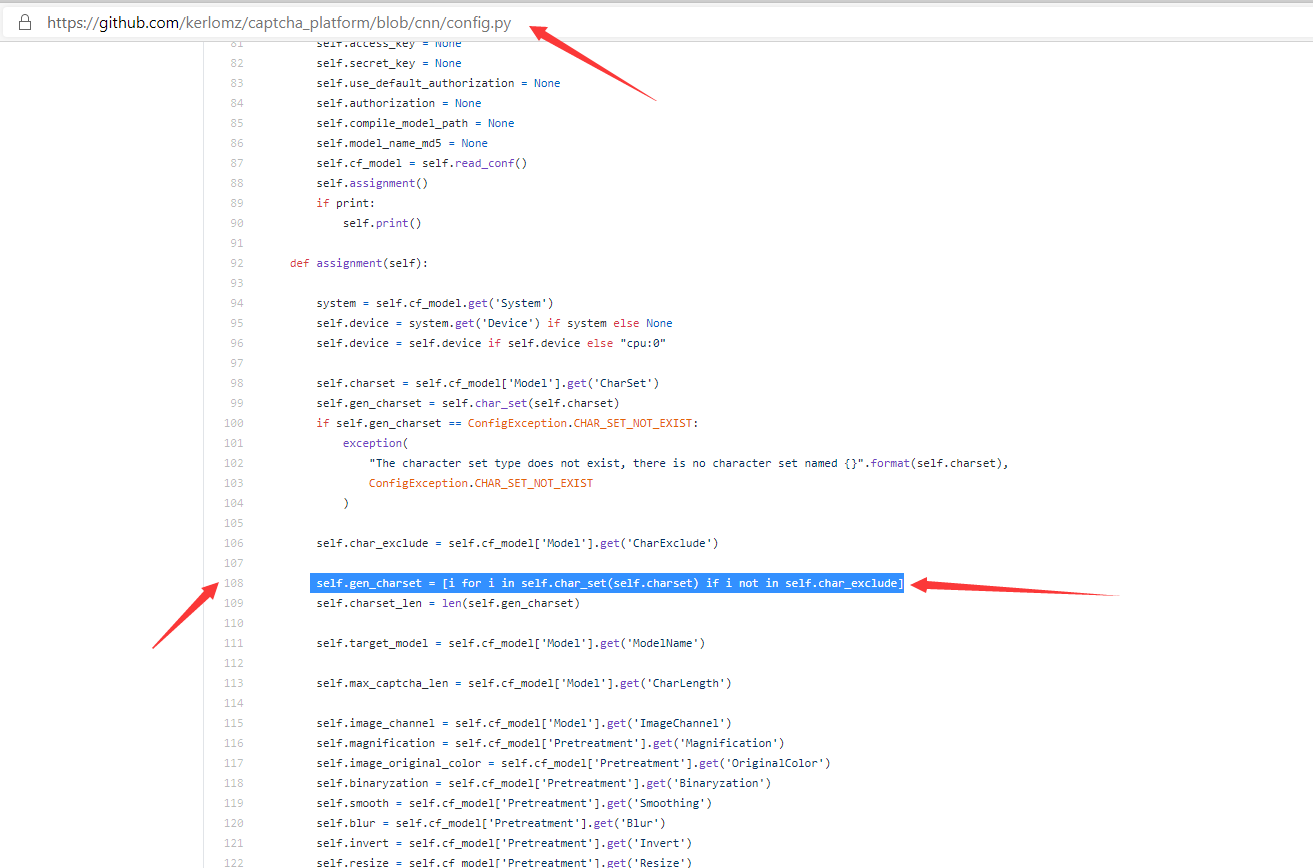 https://github.com/kerlomz/captcha_platform/blob/cnn/config.py
81 self.access_key = None
82 self.secret_key = None
83 self.use_default_authorization = None
84 self.authorization = None
85 self.compile_model_path = None
86 self.model_name_md5 = None
87 self.cf_model = self.read_conf()
88 self.assignment()
89 if print:
90 self.print()
91
92 def assignment(self):
93
94 system = self.cf_model.get('System')
95 self.device = system.get('Device') if system else None
96 self.device = self.device if self.device else "cpu:0"
97
98 self.charset = self.cf_model['Model'].get('CharSet')
99 self.gen_charset = self.char_set(self.charset)
100 if self.gen_charset == ConfigException.CHAR_SET_NOT_EXIST:
101 exception(
102 "The character set type does not exist, there is no character set named {}".format(self.charset),
103 ConfigException.CHAR_SET_NOT_EXIST
104 )
105
106 self.char_exclude = self.cf_model['Model'].get('CharExclude')
107
108 self.gen_charset = [i for i in self.char_set(self.charset) if i not in self.char_exclude]
109 self.charset_len = len(self.gen_charset)
110
111 self.target_model = self.cf_model['Model'].get('ModelName')
112
113 self.max_captcha_len = self.cf_model['Model'].get('CharLength')
114
115 self.image_channel = self.cf_model['Model'].get('ImageChannel')
116 self.magnification = self.cf_model['Pretreatment'].get('Magnification')
117 self.image_original_color = self.cf_model['Pretreatment'].get('OriginalColor')
118 self.binaryzation = self.cf_model['Pretreatment'].get('Binaryzation')
119 self.smooth = self.cf_model['Pretreatment'].get('Smoothing')
120 self.blur = self.cf_model['Pretreatment'].get('Blur')
121 self.invert = self.cf_model['Pretreatment'].get('Invert')
122 self.resize = self.cf_model['Pretreatment'].get('Resize')